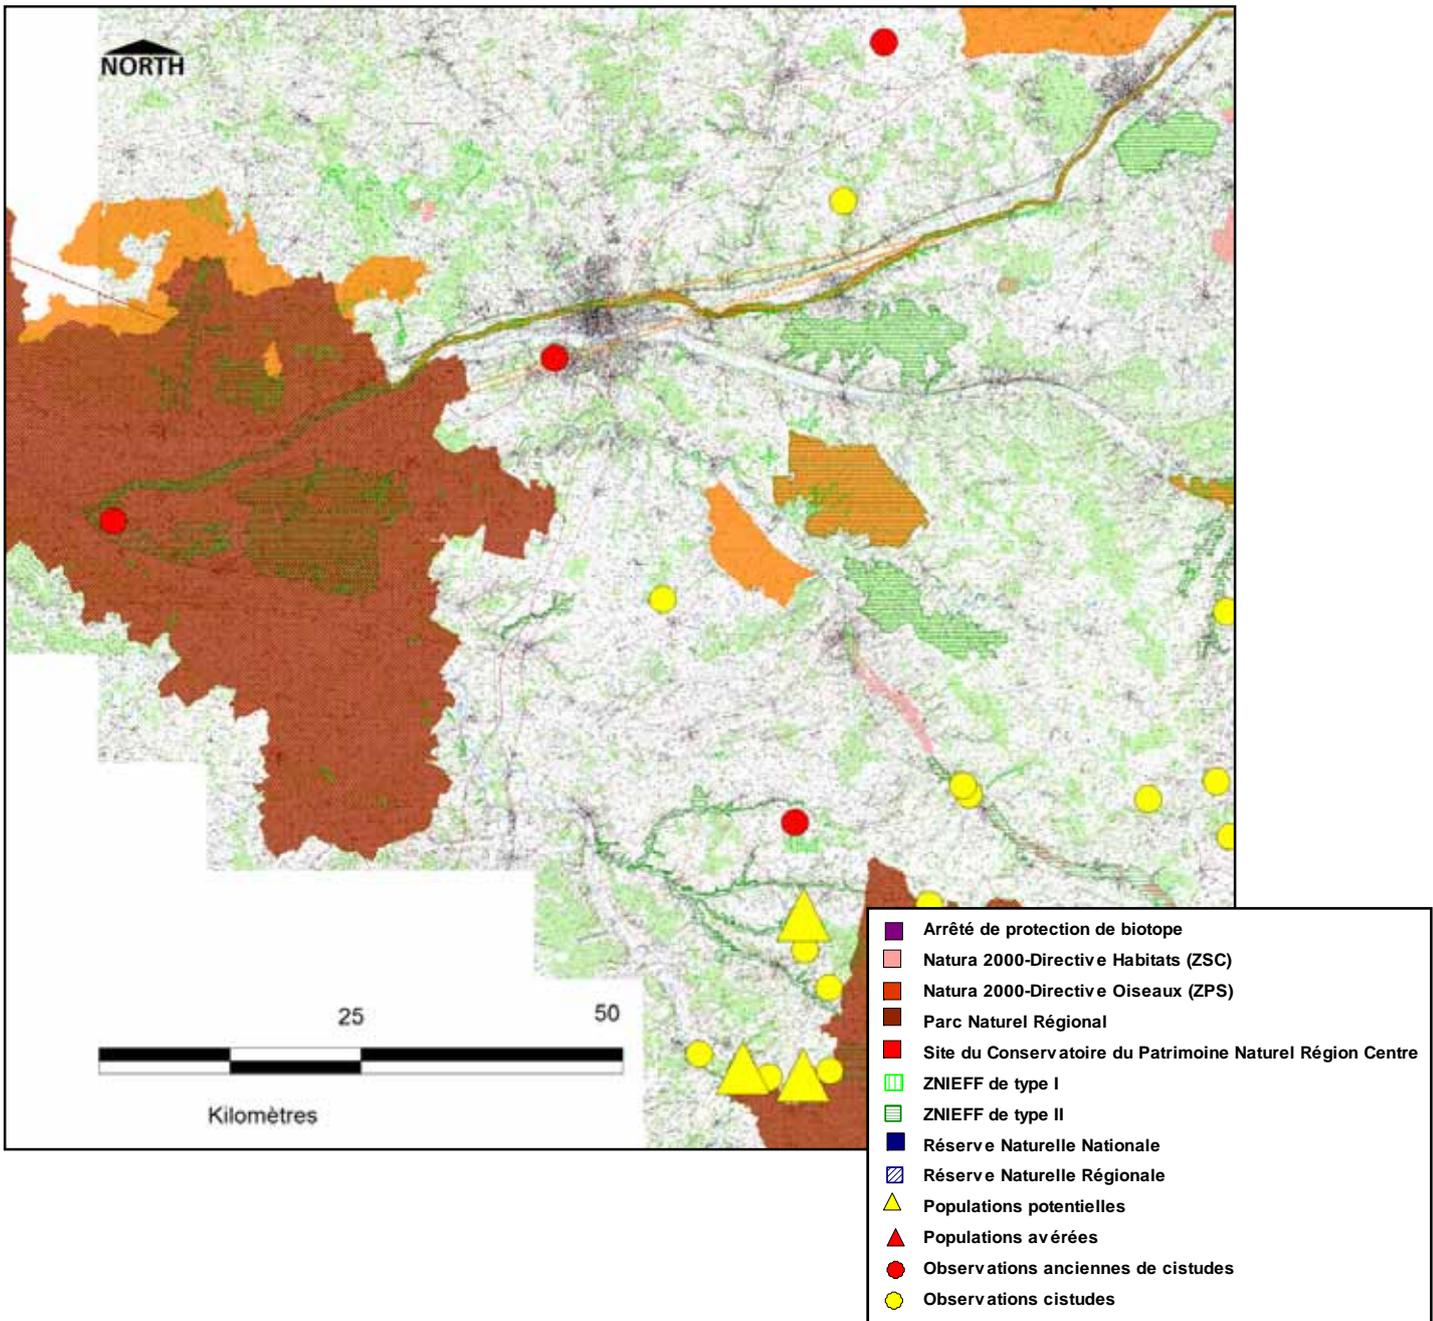 NORTH
25
50
Kilomètres
Arrêté de protection de biotope
Natura 2000-Directive Habitats (ZSC)
Natura 2000-Directive Oiseaux (ZPS)
Parc Naturel Régional
Site du Conservatoire du Patrimoine Naturel Région Centre
ZNIEFF de type I
ZNIEFF de type II
Réserve Naturelle Nationale
Réserve Naturelle Régionale
Populations potentielles
Populations avérées
Observations anciennes de cistudes
Observations cistudes